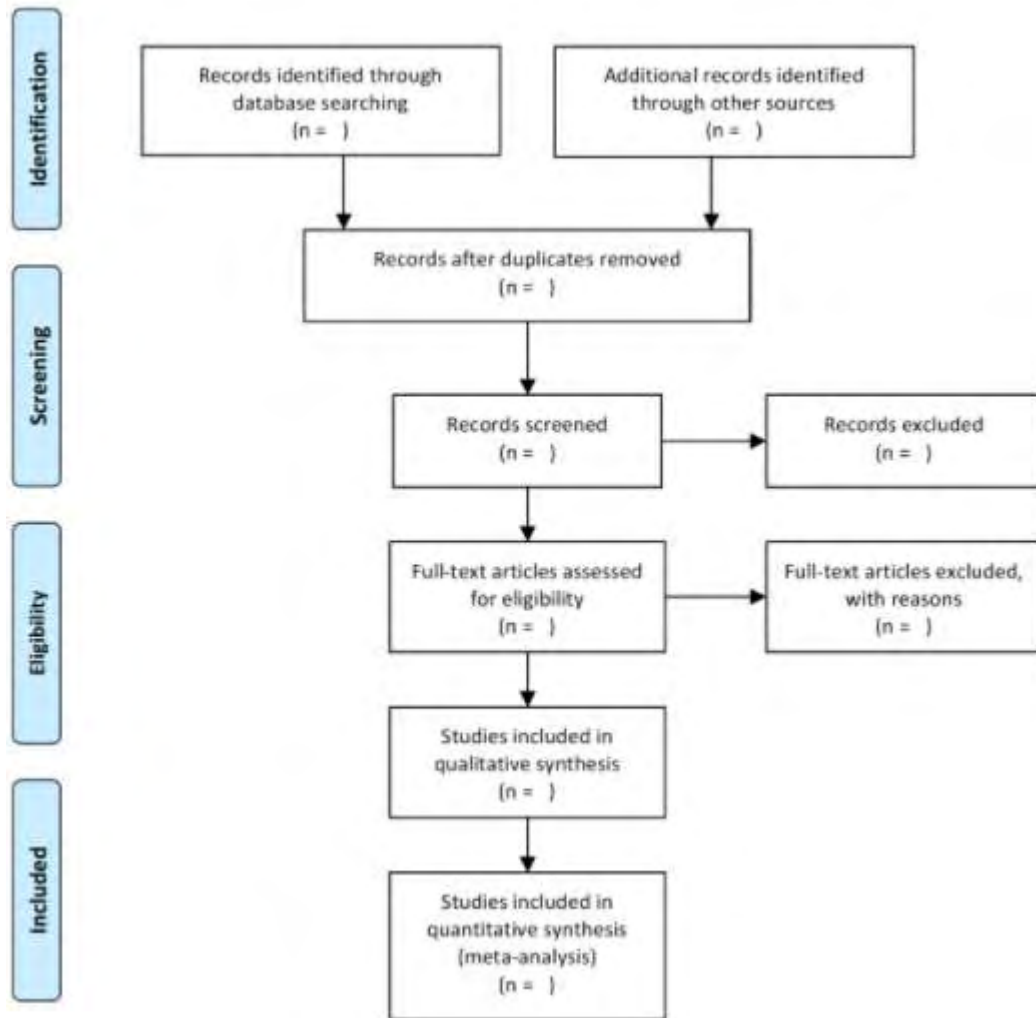 Identification
Records identified through
database searching
(n =   )
Additional records identified
through other sources
(n =   )
Records after duplicates removed
(n =   )
Screening
Records screened
(n =   )
Records excluded
(n =   )
Eligibility
Full-text articles assessed
for eligibility
(n =   )
Full-text articles excluded,
with reasons
(n =   )
Studies included in
qualitative synthesis
(n =   )
Included
Studies included in
quantitative synthesis
(meta-analysis)
(n =   )